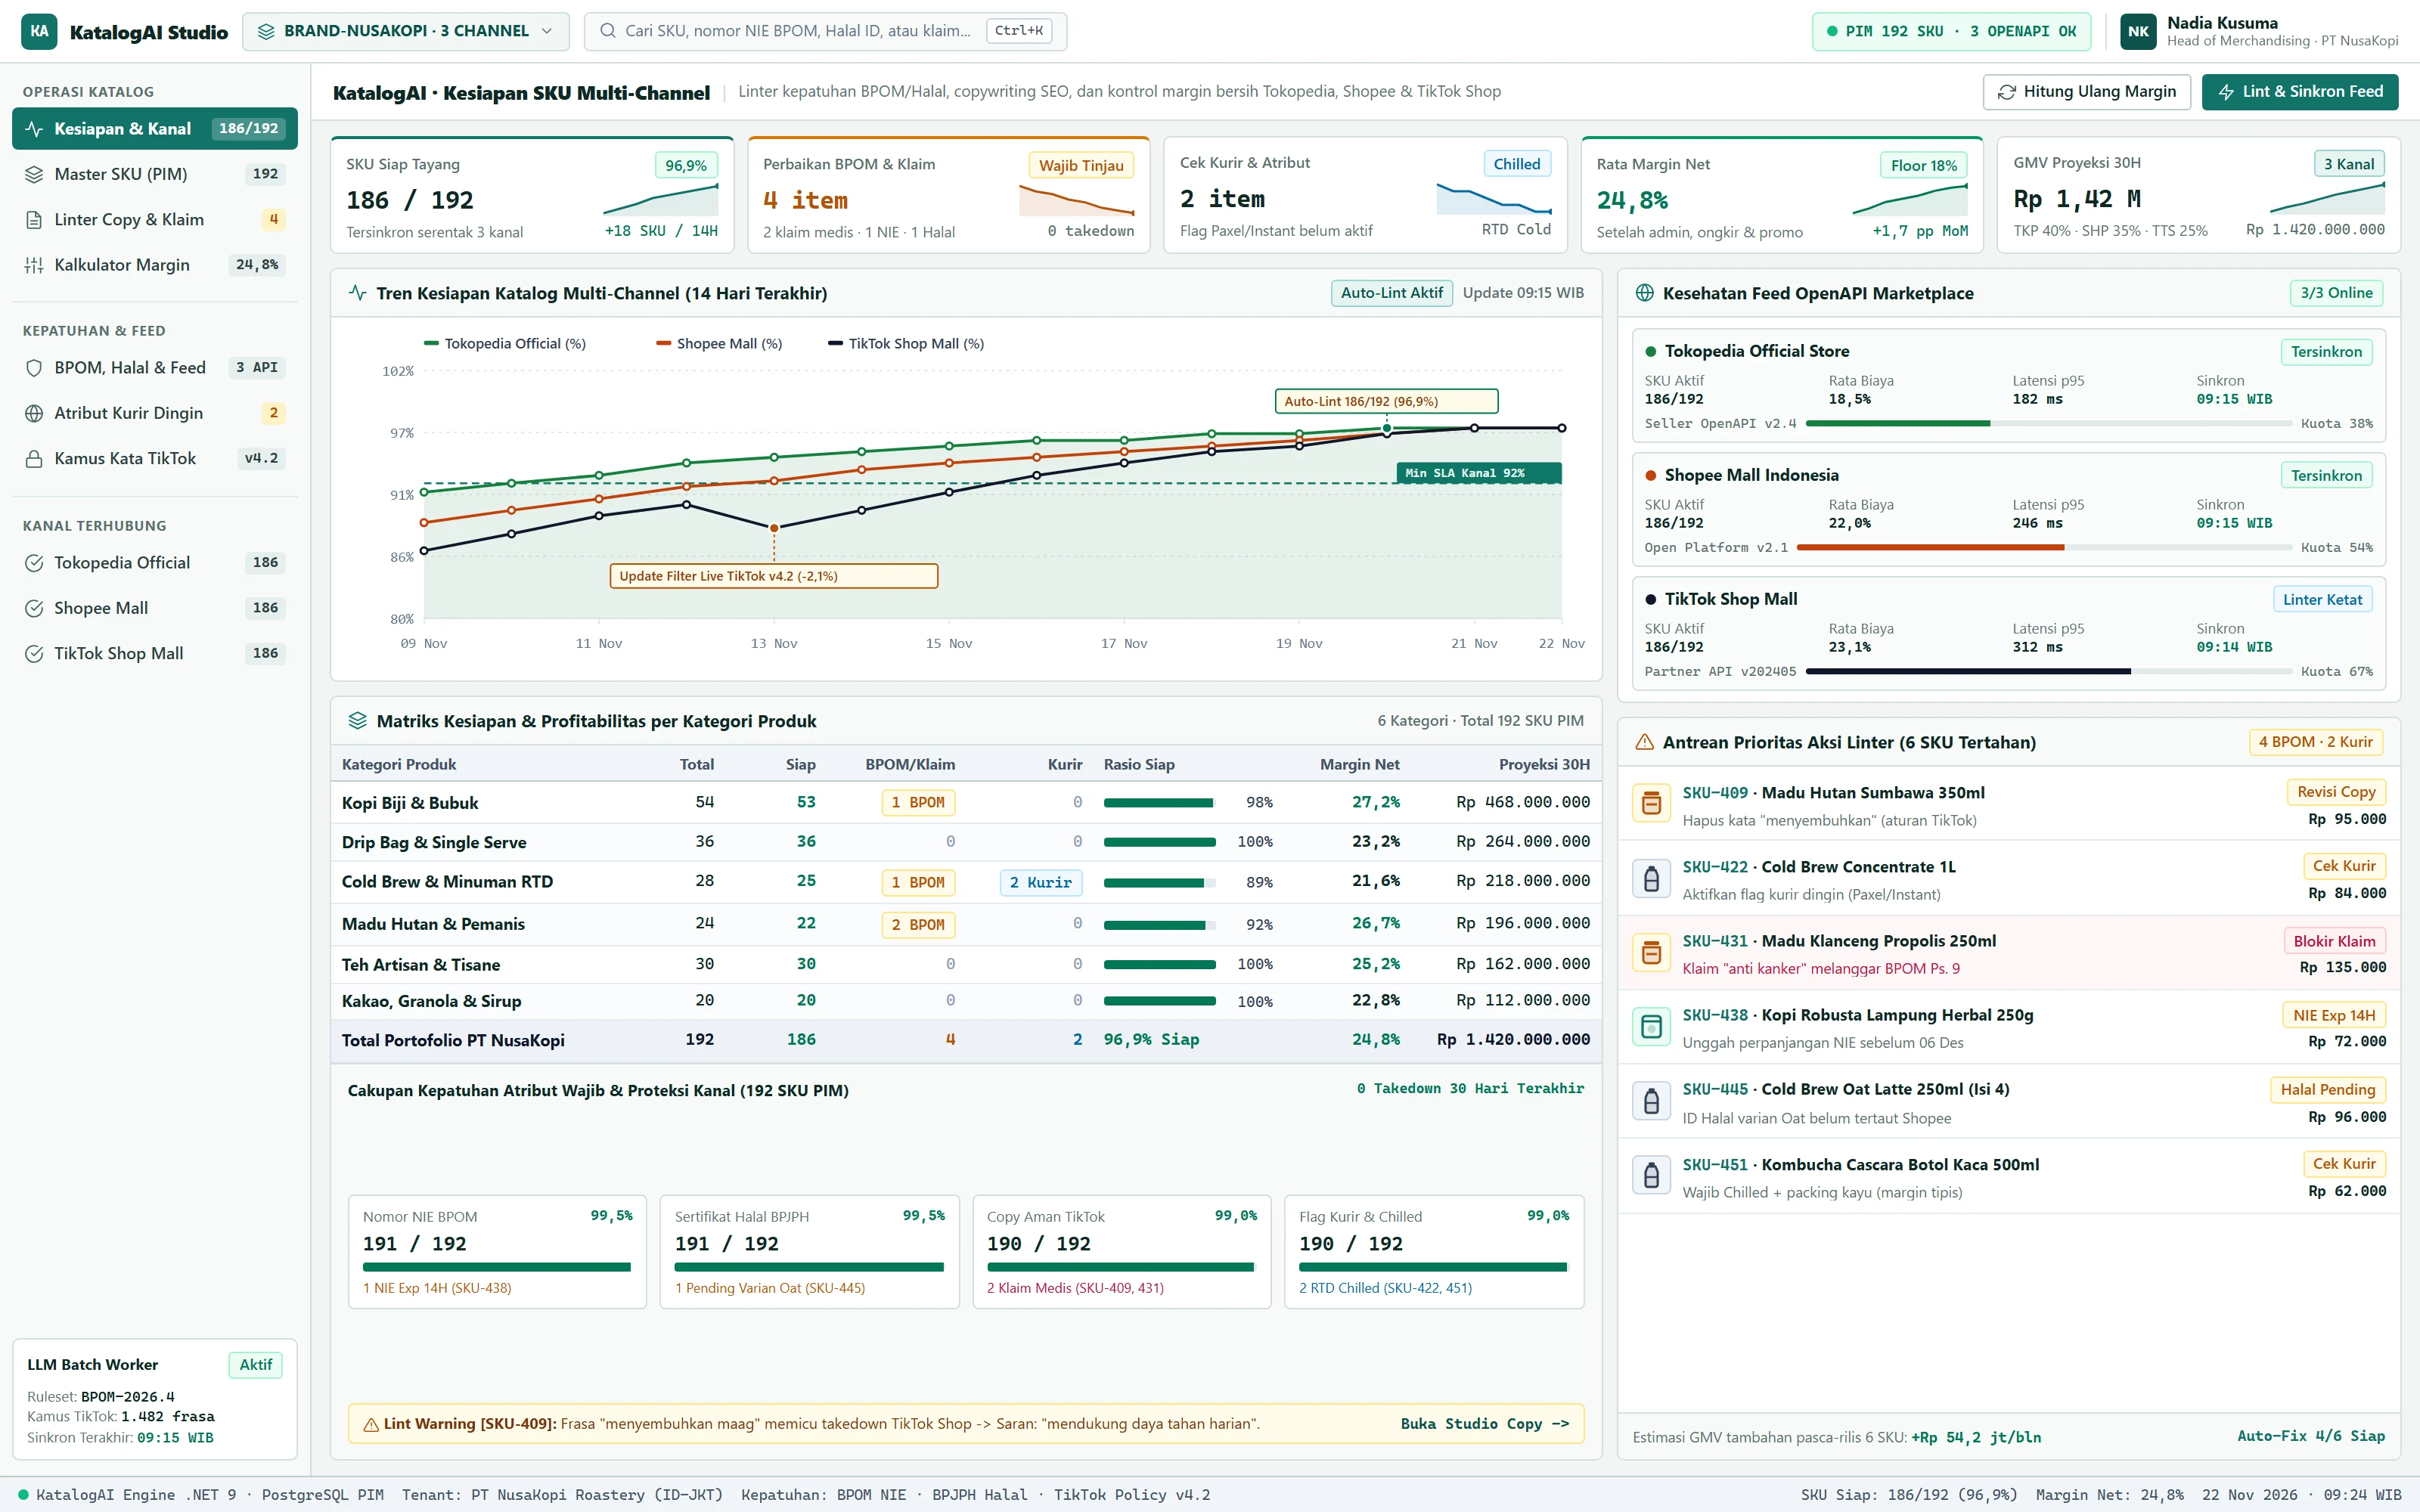 KA KatalogAI Studio
BRAND-NUSAKOPI · 3 CHANNEL
Cari SKU, nomor NIE BPOM, Halal ID, atau klaim... Ctrl+K
PIM 192 SKU · 3 OPENAPI OK
NK Nadia Kusuma
Head of Merchandising · PT NusaKopi
OPERASI KATALOG
Kesiapan & Kanal 186/192
Master SKU (PIM) 192
Linter Copy & Klaim 4
Kalkulator Margin 24,8%
KEPATUHAN & FEED
BPOM, Halal & Feed 3 API
Atribut Kurir Dingin 2
Kamus Kata TikTok v4.2
KANAL TERHUBUNG
Tokopedia Official 186
Shopee Mall 186
TikTok Shop Mall 186
LLM Batch Worker Aktif
Ruleset: BPOM-2026.4
Kamus TikTok: 1.482 frasa
Sinkron Terakhir: 09:15 WIB
KatalogAI · Kesiapan SKU Multi-Channel
Linter kepatuhan BPOM/Halal, copywriting SEO, dan kontrol margin bersih Tokopedia, Shopee & TikTok Shop
Hitung Ulang Margin
Lint & Sinkron Feed
SKU Siap Tayang 96,9%
186 / 192
Tersinkron serentak 3 kanal +18 SKU / 14H
Perbaikan BPOM & Klaim Wajib Tinjau
4 item
2 klaim medis · 1 NIE · 1 Halal 0 takedown
Cek Kurir & Atribut Chilled
2 item
Flag Paxel/Instant belum aktif RTD Cold
Rata Margin Net Floor 18%
24,8%
Setelah admin, ongkir & promo +1,7 pp MoM
GMV Proyeksi 30H 3 Kanal
Rp 1,42 M
TKP 40% · SHP 35% · TTS 25% Rp 1.420.000.000
Tren Kesiapan Katalog Multi-Channel (14 Hari Terakhir)
Auto-Lint Aktif Update 09:15 WIB
Tokopedia Official (%) Shopee Mall (%) TikTok Shop Mall (%)
102%
97%
91%
86%
80%
Auto-Lint 186/192 (96,9%)
Min SLA Kanal 92%
Update Filter Live TikTok v4.2 (-2,1%)
09 Nov 11 Nov 13 Nov 15 Nov 17 Nov 19 Nov 21 Nov 22 Nov
Matriks Kesiapan & Profitabilitas per Kategori Produk
6 Kategori · Total 192 SKU PIM
Kategori Produk Total Siap BPOM/Klaim Kurir Rasio Siap Margin Net Proyeksi 30H
Kopi Biji & Bubuk 54 53 1 BPOM 0 98% 27,2% Rp 468.000.000
Drip Bag & Single Serve 36 36 0 0 100% 23,2% Rp 264.000.000
Cold Brew & Minuman RTD 28 25 1 BPOM 2 Kurir 89% 21,6% Rp 218.000.000
Madu Hutan & Pemanis 24 22 2 BPOM 0 92% 26,7% Rp 196.000.000
Teh Artisan & Tisane 30 30 0 0 100% 25,2% Rp 162.000.000
Kakao, Granola & Sirup 20 20 0 0 100% 22,8% Rp 112.000.000
Total Portofolio PT NusaKopi 192 186 4 2 96,9% Siap 24,8% Rp 1.420.000.000
Cakupan Kepatuhan Atribut Wajib & Proteksi Kanal (192 SKU PIM)
0 Takedown 30 Hari Terakhir
Nomor NIE BPOM 99,5%
191 / 192
1 NIE Exp 14H (SKU-438)
Sertifikat Halal BPJPH 99,5%
191 / 192
1 Pending Varian Oat (SKU-445)
Copy Aman TikTok 99,0%
190 / 192
2 Klaim Medis (SKU-409, 431)
Flag Kurir & Chilled 99,0%
190 / 192
2 RTD Chilled (SKU-422, 451)
Lint Warning [SKU-409]: Frasa "menyembuhkan maag" memicu takedown TikTok Shop -> Saran: "mendukung daya tahan harian".
Buka Studio Copy ->
Kesehatan Feed OpenAPI Marketplace 3/3 Online
Tokopedia Official Store Tersinkron
SKU Aktif Rata Biaya Latensi p95 Sinkron
186/192 18,5% 182 ms 09:15 WIB
Seller OpenAPI v2.4 Kuota 38%
Shopee Mall Indonesia Tersinkron
SKU Aktif Rata Biaya Latensi p95 Sinkron
186/192 22,0% 246 ms 09:15 WIB
Open Platform v2.1 Kuota 54%
TikTok Shop Mall Linter Ketat
SKU Aktif Rata Biaya Latensi p95 Sinkron
186/192 23,1% 312 ms 09:14 WIB
Partner API v202405 Kuota 67%
Antrean Prioritas Aksi Linter (6 SKU Tertahan) 4 BPOM · 2 Kurir
SKU-409 · Madu Hutan Sumbawa 350ml Revisi Copy
Hapus kata "menyembuhkan" (aturan TikTok) Rp 95.000
SKU-422 · Cold Brew Concentrate 1L Cek Kurir
Aktifkan flag kurir dingin (Paxel/Instant) Rp 84.000
SKU-431 · Madu Klanceng Propolis 250ml Blokir Klaim
Klaim "anti kanker" melanggar BPOM Ps. 9 Rp 135.000
SKU-438 · Kopi Robusta Lampung Herbal 250g NIE Exp 14H
Unggah perpanjangan NIE sebelum 06 Des Rp 72.000
SKU-445 · Cold Brew Oat Latte 250ml (Isi 4) Halal Pending
ID Halal varian Oat belum tertaut Shopee Rp 96.000
SKU-451 · Kombucha Cascara Botol Kaca 500ml Cek Kurir
Wajib Chilled + packing kayu (margin tipis) Rp 62.000
Estimasi GMV tambahan pasca-rilis 6 SKU: +Rp 54,2 jt/bln
Auto-Fix 4/6 Siap
KatalogAI Engine .NET 9 · PostgreSQL PIM Tenant: PT NusaKopi Roastery (ID-JKT) Kepatuhan: BPOM NIE · BPJPH Halal · TikTok Policy v4.2
SKU Siap: 186/192 (96,9%) Margin Net: 24,8% 22 Nov 2026 · 09:24 WIB